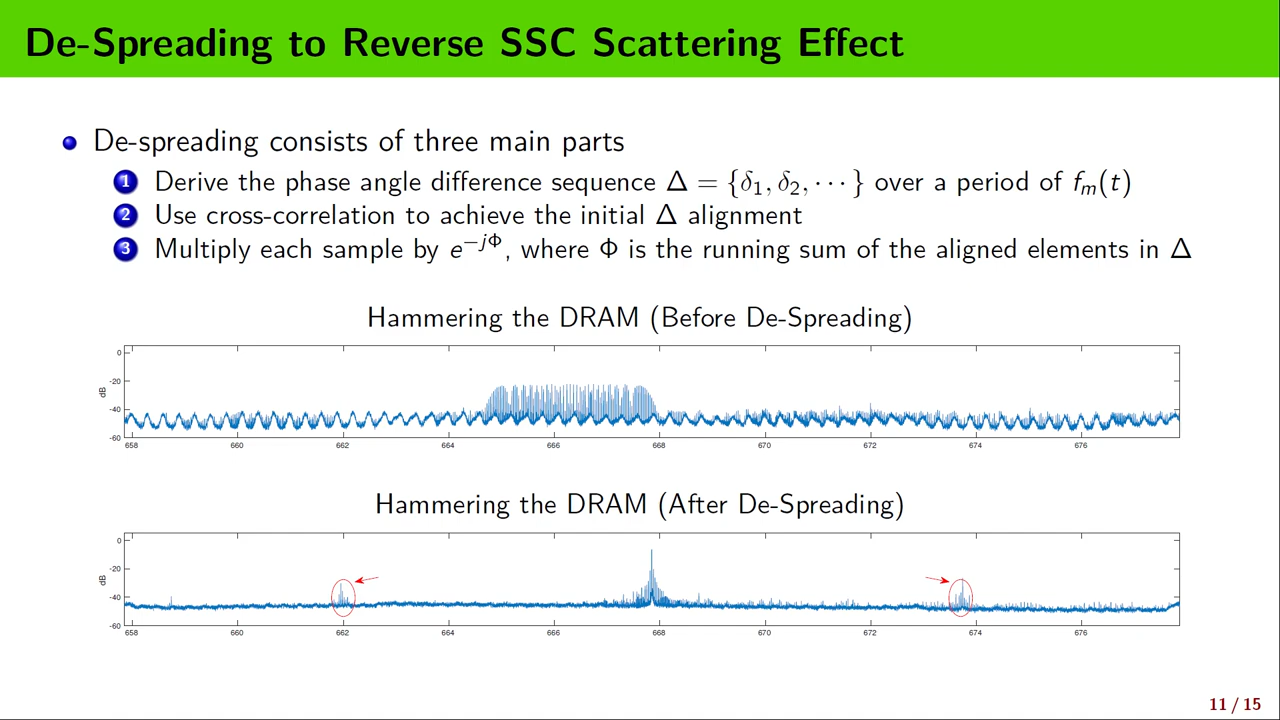 De-Spreading to Reverse SSC Scattering Effect
De-spreading consists of three main parts
1 Derive the phase angle difference sequence Δ = {δ₁, δ₂, ⋯ } over a period of fₘ(t)
2 Use cross-correlation to achieve the initial Δ alignment
3 Multiply each sample by e^{−jΦ}, where Φ is the running sum of the aligned elements in Δ
Hammering the DRAM (Before De-Spreading)
0
-20
-40
-60
dB
658 660 662 664 666 668 670 672 674 676
Hammering the DRAM (After De-Spreading)
0
-20
-40
-60
dB
658 660 662 664 666 668 670 672 674 676
11 / 15